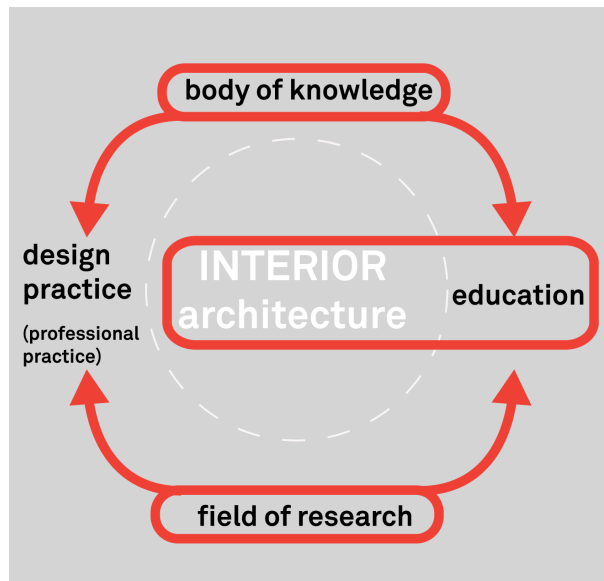 body of knowledge
design
practice
(professional
practice)
INTERIOR
architecture
education
field of research